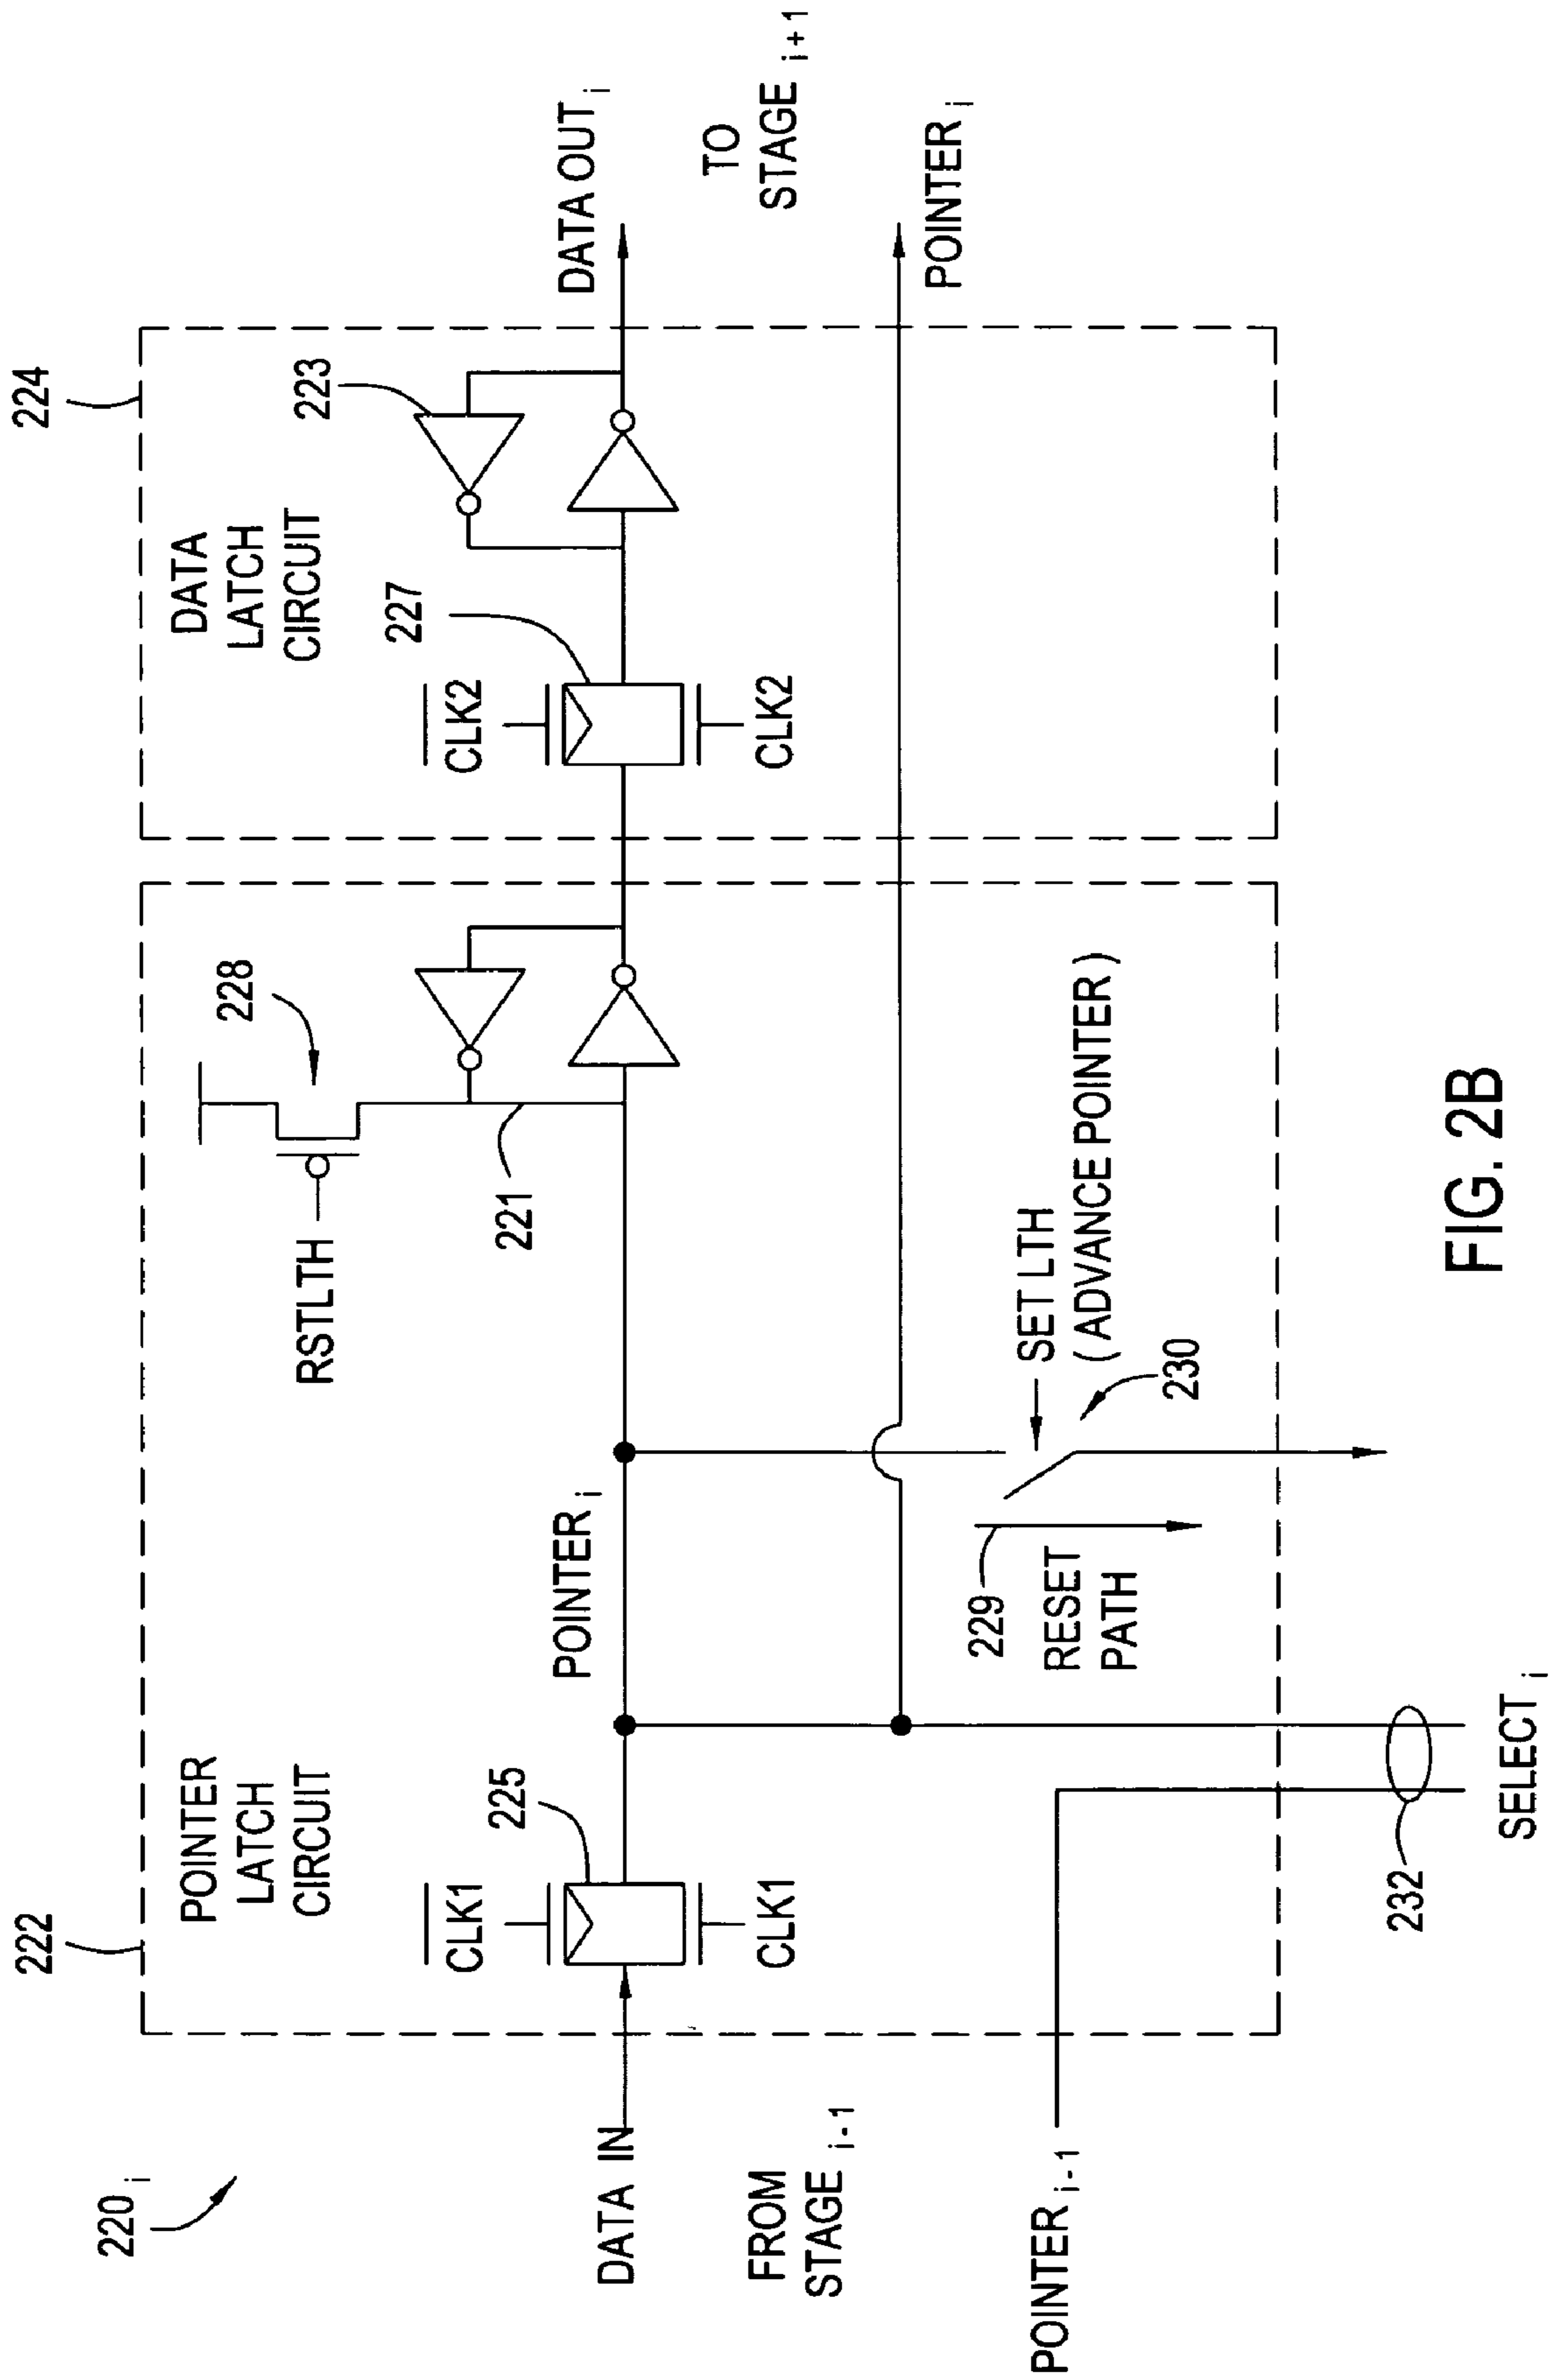 220 i
222
224
POINTER
LATCH
CIRCUIT
DATA
LATCH
CIRCUIT
228
223
RSTLTH
CLK1
225
221
CLK2
227
DATA IN
POINTER i
DATA OUT i
CLK1
CLK2
FROM
STAGE i-1
TO
STAGE i+1
POINTER i
229
RESET
PATH
SET LTH
(ADVANCE POINTER)
230
POINTER i-1
232
SELECT i
FIG. 2B